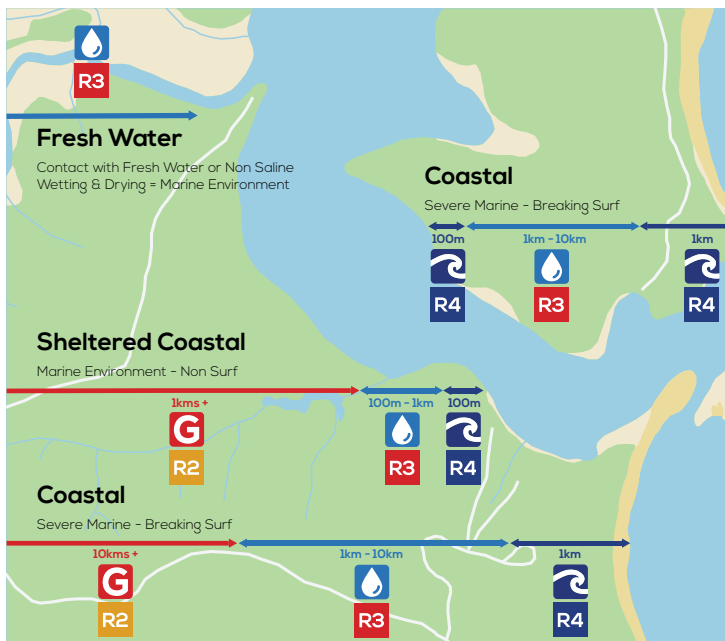 R3
Fresh Water
Contact with Fresh Water or Non Saline
Wetting & Drying = Marine Environment
Coastal
Severe Marine - Breaking Surf
100m 1km - 10km 1km
R4 R3 R4
Sheltered Coastal
Marine Environment - Non Surf
1kms + 100m - 1km 100m
G
R2 R3 R4
Coastal
Severe Marine - Breaking Surf
10kms + 1km - 10km 1km
G
R2 R3 R4